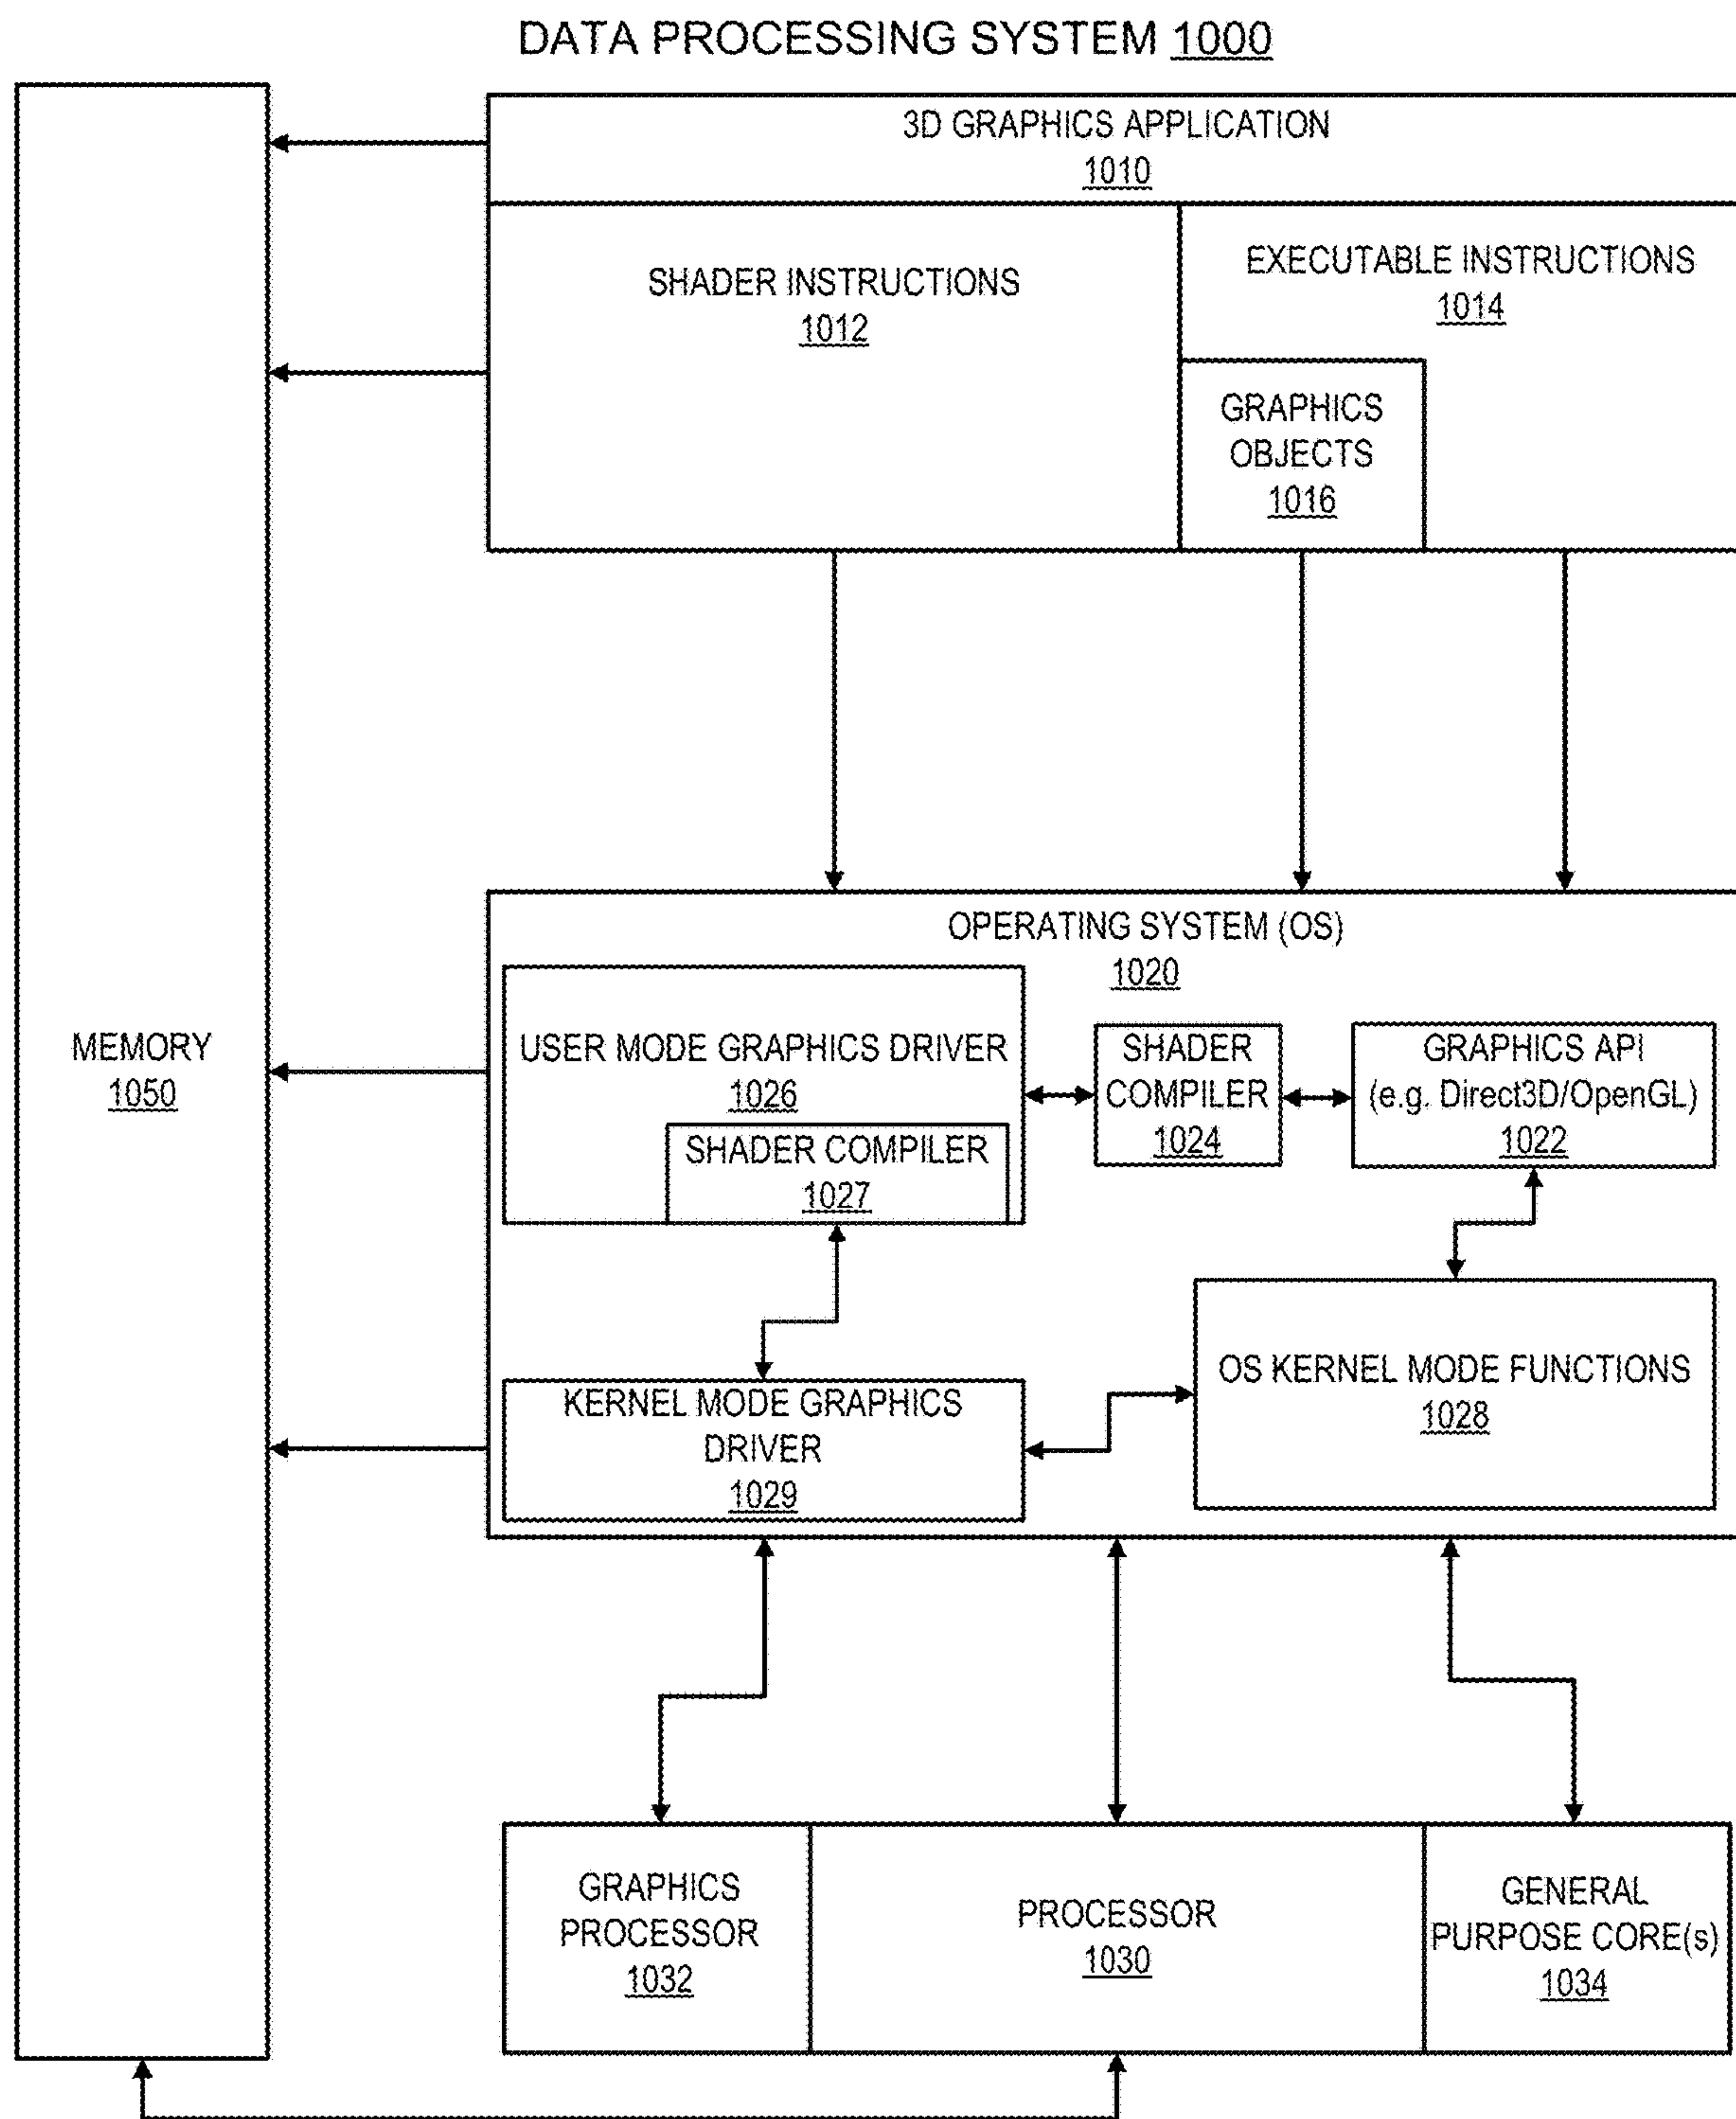 DATA PROCESSING SYSTEM 1000
3D GRAPHICS APPLICATION
1010
SHADER INSTRUCTIONS
1012
EXECUTABLE INSTRUCTIONS
1014
GRAPHICS
OBJECTS
1016
MEMORY
1050
OPERATING SYSTEM (OS)
1020
USER MODE GRAPHICS DRIVER
1026
SHADER COMPILER
1027
SHADER
COMPILER
1024
GRAPHICS API
(e.g. Direct3D/OpenGL)
1022
OS KERNEL MODE FUNCTIONS
1028
KERNEL MODE GRAPHICS
DRIVER
1029
GRAPHICS
PROCESSOR
1032
PROCESSOR
1030
GENERAL
PURPOSE CORE(s)
1034